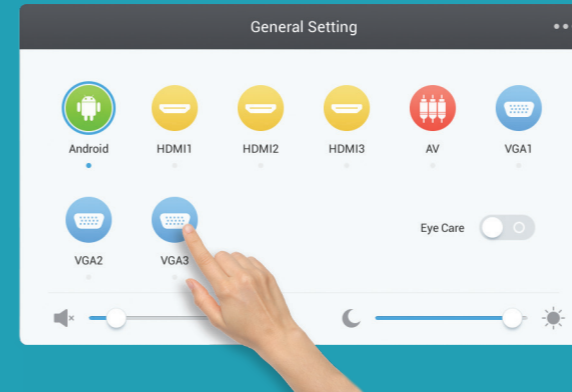 General Setting
Android HDMI1 HDMI2 HDMI3 AV VGA1
Eye Care
VGA2 VGA3